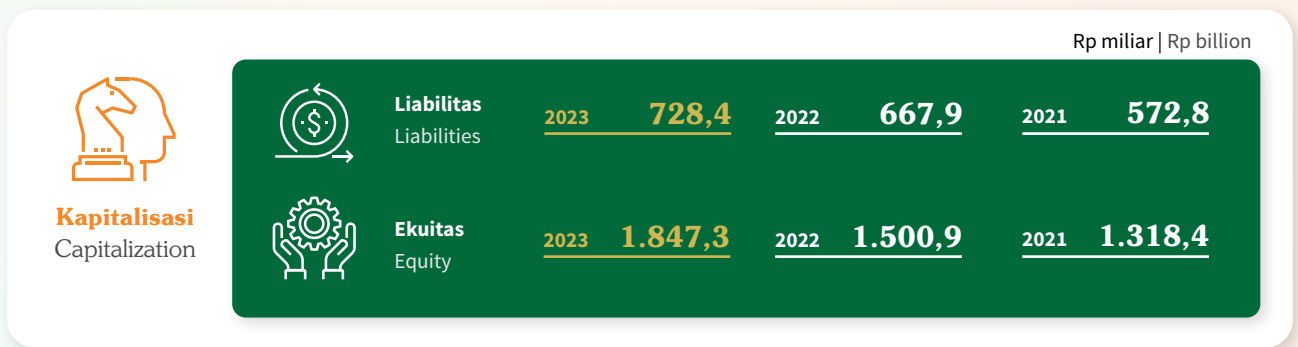 Rp miliar | Rp billion
Kapitalisasi
Capitalization
Liabilitas
Liabilities
2023 728,4 2022 667,9 2021 572,8
Ekuitas
Equity
2023 1.847,3 2022 1.500,9 2021 1.318,4